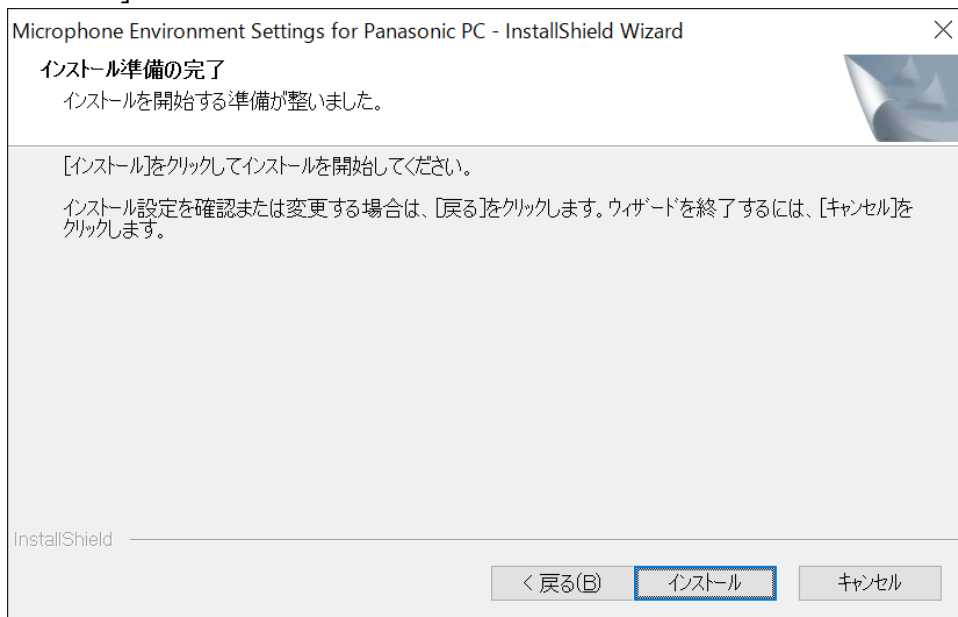 ]
Microphone Environment Settings for Panasonic PC - InstallShield Wizard
インストール準備の完了
インストールを開始する準備が整いました。
[インストール]をクリックしてインストールを開始してください。
インストール設定を確認または変更する場合は、[戻る]をクリックします。ウィザードを終了するには、[キャンセル]を
クリックします。
InstallShield
< 戻る(B)
インストール
キャンセル